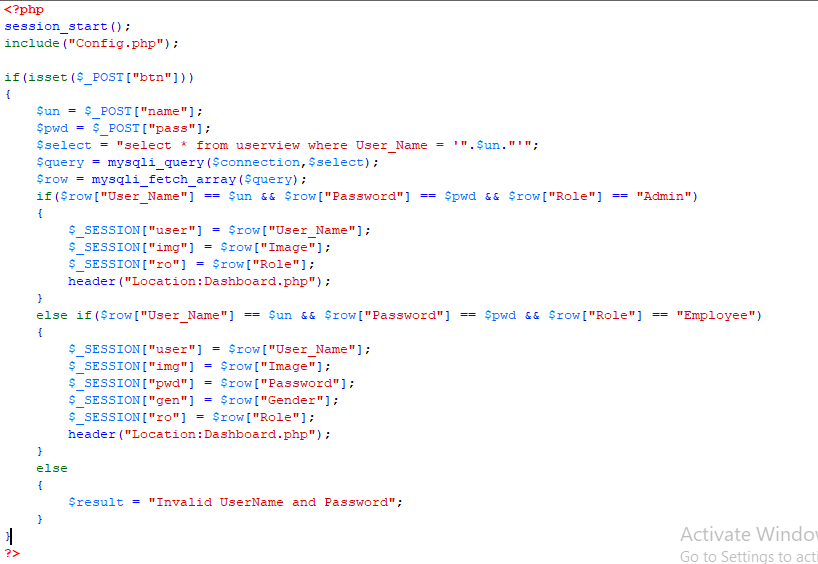 <?php
session_start();
include("Config.php");
if(isset($_POST["btn"]))
{
$un = $_POST["name"];
$pwd = $_POST["pass"];
$select = "select * from userview where User_Name = '".$un."'";
$query = mysqli_query($connection,$select);
$row = mysqli_fetch_array($query);
if($row["User_Name"] == $un && $row["Password"] == $pwd && $row["Role"] == "Admin")
{
$_SESSION["user"] = $row["User_Name"];
$_SESSION["img"] = $row["Image"];
$_SESSION["ro"] = $row["Role"];
header("Location:Dashboard.php");
}
else if($row["User_Name"] == $un && $row["Password"] == $pwd && $row["Role"] == "Employee")
{
$_SESSION["user"] = $row["User_Name"];
$_SESSION["img"] = $row["Image"];
$_SESSION["pwd"] = $row["Password"];
$_SESSION["gen"] = $row["Gender"];
$_SESSION["ro"] = $row["Role"];
header("Location:Dashboard.php");
}
else
{
$result = "Invalid UserName and Password";
}
}
?>
Activate Windo
Go to Settings to acti